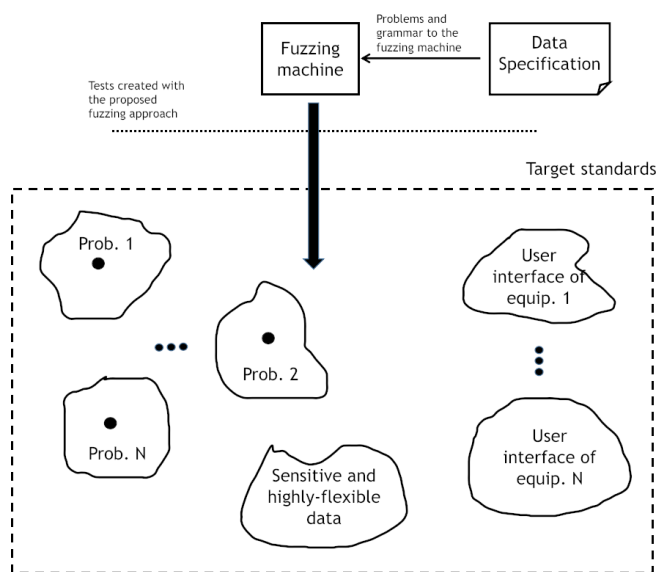 Problems and
grammar to the
fuzzing machine
Fuzzing
machine
Data
Specification
Tests created with
the proposed
fuzzing approach
Target standards
Prob. 1
User
interface of
equip. 1
Prob. 2
Prob. N
User
interface of
equip. N
Sensitive and
highly-flexible
data